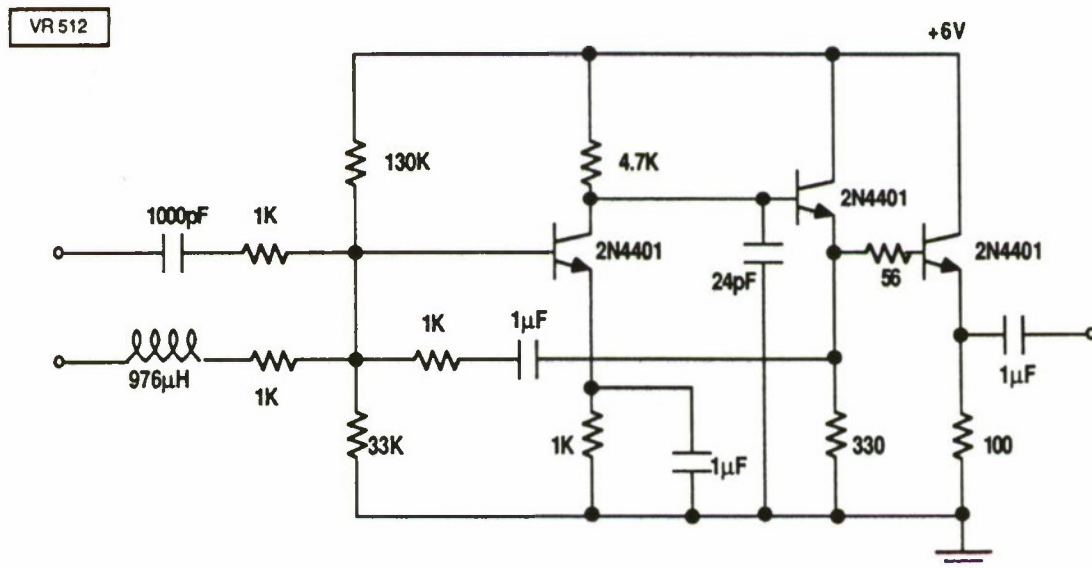 VR 512
+6V
130K
4.7K
1000pF
1K
2N4401
2N4401
2N4401
24pF
56
1K
1µF
976µH
1K
1µF
33K
1K
1µF
330
100